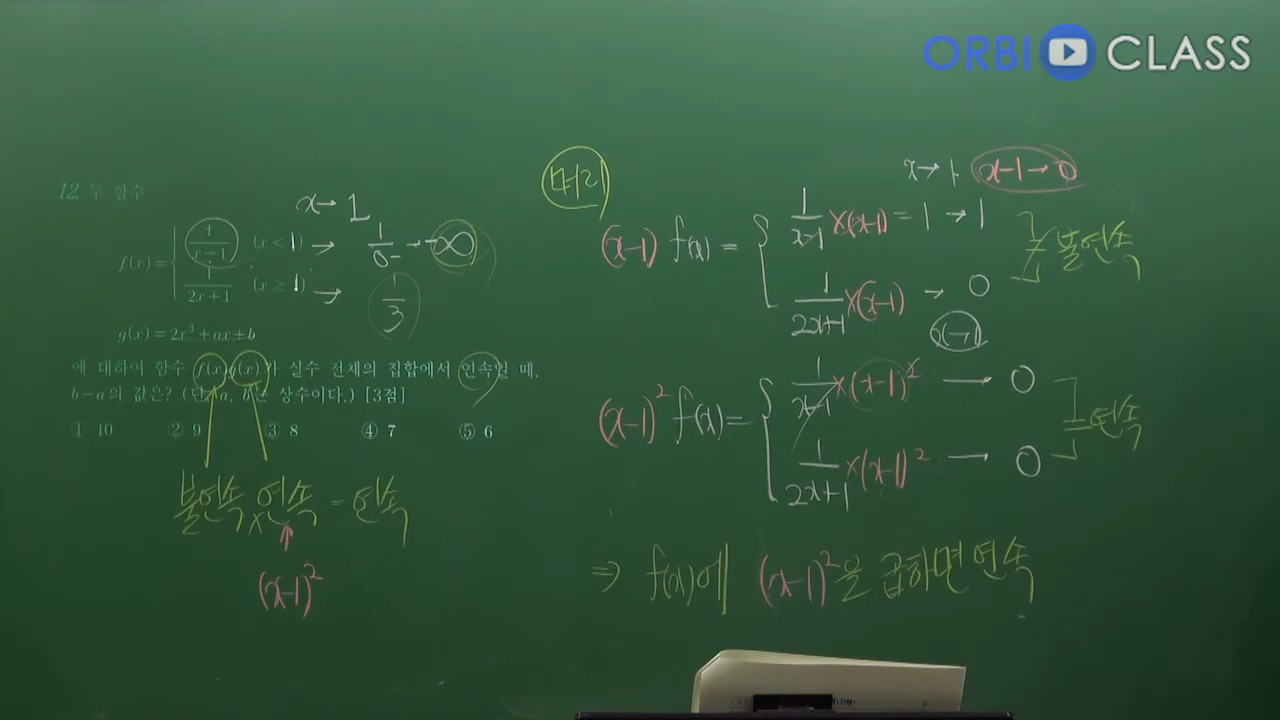 ORBI CLASS
12. 두 함수
f(x) = { 1/(x-1) (x < 1) → 1/0- → -∞
1/(2x+1) (x ≥ 1) → 1/3
x → 1
g(x) = 2x³ + ax + b
에 대하여 함수 f(x)g(x)가 실수 전체의 집합에서 연속일 때,
b-a의 값은? (단, a, b는 상수이다.) [3점]
① 10 ② 9 ③ 8 ④ 7 ⑤ 6
불연속 × 연속 = 연속
↑
(x-1)²
x → 1- x-1 → 0
(x-1) f(x) = { 1/(x-1) ×(x-1) = 1 → 1
1/(2x+1) ×(x-1) → 0
불연속
x → 1
(x-1)² f(x) = { 1/(x-1) ×(x-1)² → 0
1/(2x+1) ×(x-1)² → 0
연속
⇒ f(x)에 (x-1)²을 곱하면 연속